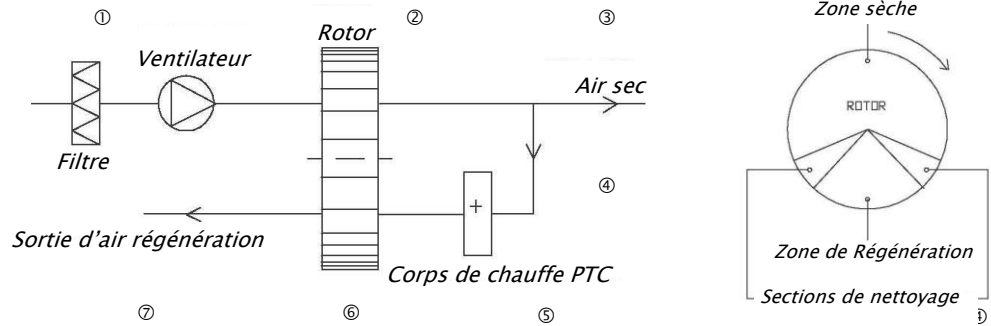 ① ② ③ Zone sèche
Rotor
Ventilateur
Air sec
ROTOR
Filtre
④
Sortie d'air régénération
Corps de chauffe PTC
Zone de Régénération
Sections de nettoyage
⑦ ⑥ ⑤